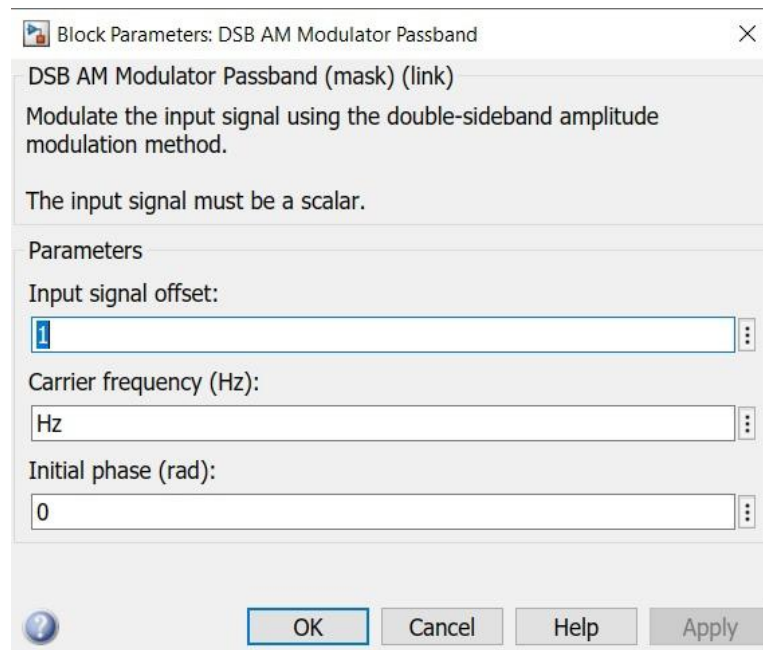 Block Parameters: DSB AM Modulator Passband
DSB AM Modulator Passband (mask) (link)
Modulate the input signal using the double-sideband amplitude
modulation method.
The input signal must be a scalar.
Parameters
Input signal offset:
1
Carrier frequency (Hz):
Hz
Initial phase (rad):
0
? OK Cancel Help Apply